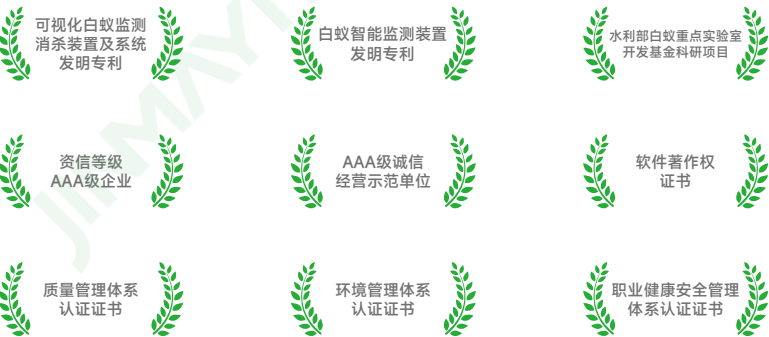 可视化白蚁监测
消杀装置及系统
发明专利
白蚁智能监测装置
发明专利
水利部白蚁重点实验室
开发基金科研项目
资信等级
AAA级企业
AAA级诚信
经营示范单位
软件著作权
证书
质量管理体系
认证证书
环境管理体系
认证证书
职业健康安全管理
体系认证证书